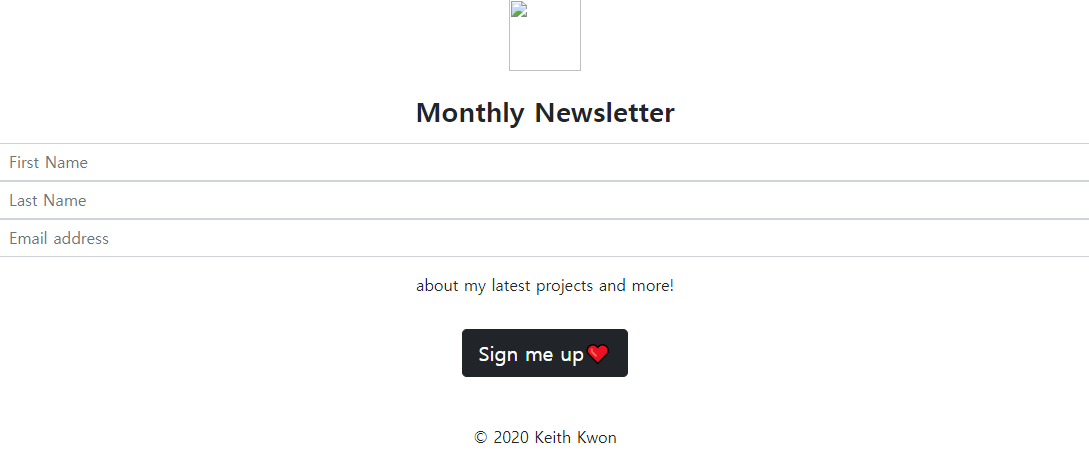 Monthly Newsletter
First Name
Last Name
Email address
about my latest projects and more!
Sign me up❤
© 2020 Keith Kwon